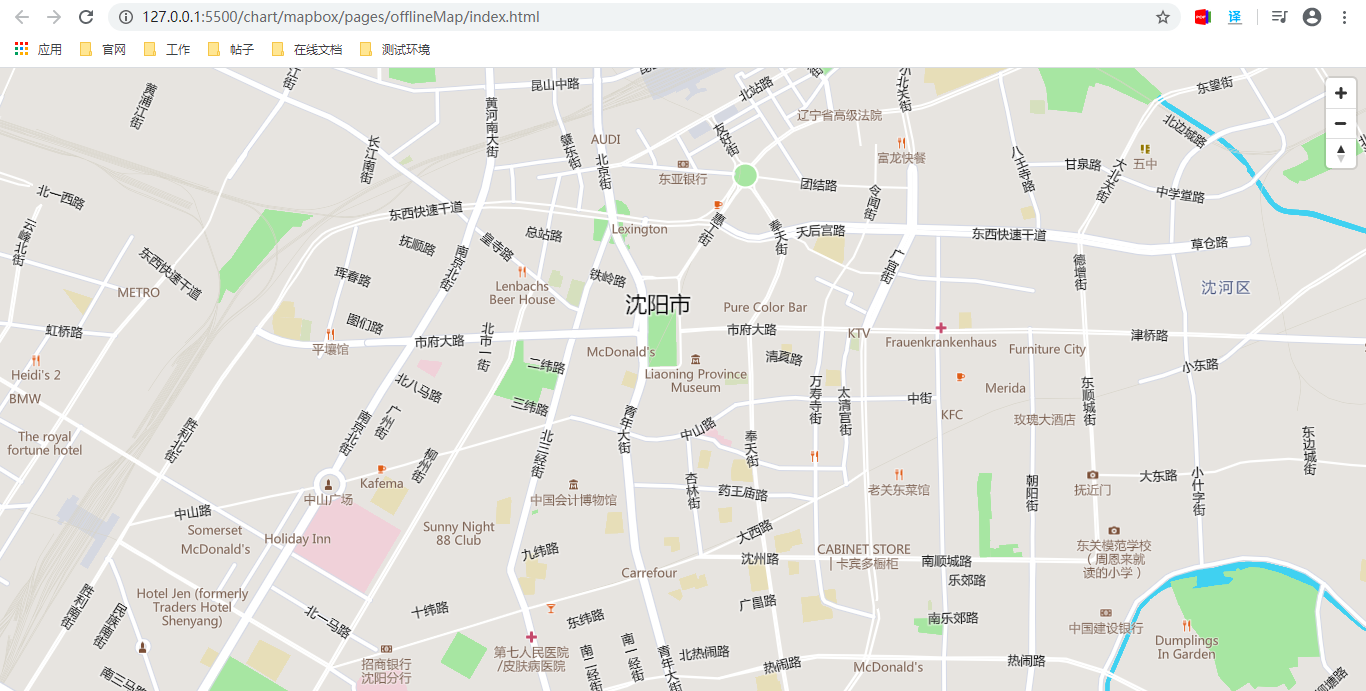 127.0.0.1:5500/chart/mapbox/pages/offlineMap/index.html
PDF
译
应用 官网 工作 帖子 在线文档 测试环境
昆山中路
北站路
小北关街
东望街
黄浦江街
江街
黄河南大街
辽宁省高级法院
北边城路
长江南街
AUDI
友好街
肇东街
北京街
富龙快餐
八王寺路
甘泉路
五中
大北关街
东亚银行
团结路
中学堂路
北一西路
令闻街
东西快速干道
惠工街
奉天街
天后宫路
东西快速干道
云峰北街
抚顺路
皇寺路
总站路
Lexington
草仓路
东西快速干道
南京北街
广宜街
德增街
珲春路
铁岭路
沈河区
METRO
Lenbachs
Beer House
沈阳市
Pure Color Bar
虹桥路
图们路
北市一街
市府大路
市府大路
KTV
Frauenkrankenhaus
津桥路
平壤馆
McDonald's
清夏路
Furniture City
Heidi's 2
二纬路
Liaoning Province
Museum
小东路
BMW
北八马路
万寿寺街
太清宫街
中街
Merida
东顺城街
三纬路
青年大街
KFC
玫瑰大酒店
广州街
南京北街
中山路
The royal
fortune hotel
胜利北街
北三经街
奉天街
东边城街
柳州街
Kafema
中山广场
杏林街
药王庙路
老关东菜馆
朝阳街
抚近门
大东路
小什字街
中国会计博物馆
中山路
Somerset
Sunny Night
88 Club
大西路
McDonald's
Holiday Inn
九纬路
沈州路
CABINET STORE
| 卡宾多橱柜
南顺城路
东关模范学校
（周恩来就
读的小学）
Carrefour
乐郊路
胜利南街
民族南街
Hotel Jen (formerly
Traders Hotel
Shenyang)
北一马路
十纬路
东纬路
广昌路
南乐郊路
中国建设银行
Dumplings
In Garden
第七人民医院
/皮肤病医院
南二经街
南一经街
青年大街
北热闹路
热闹路
McDonald's
热闹路
招商银行
沈阳分行
南三马路